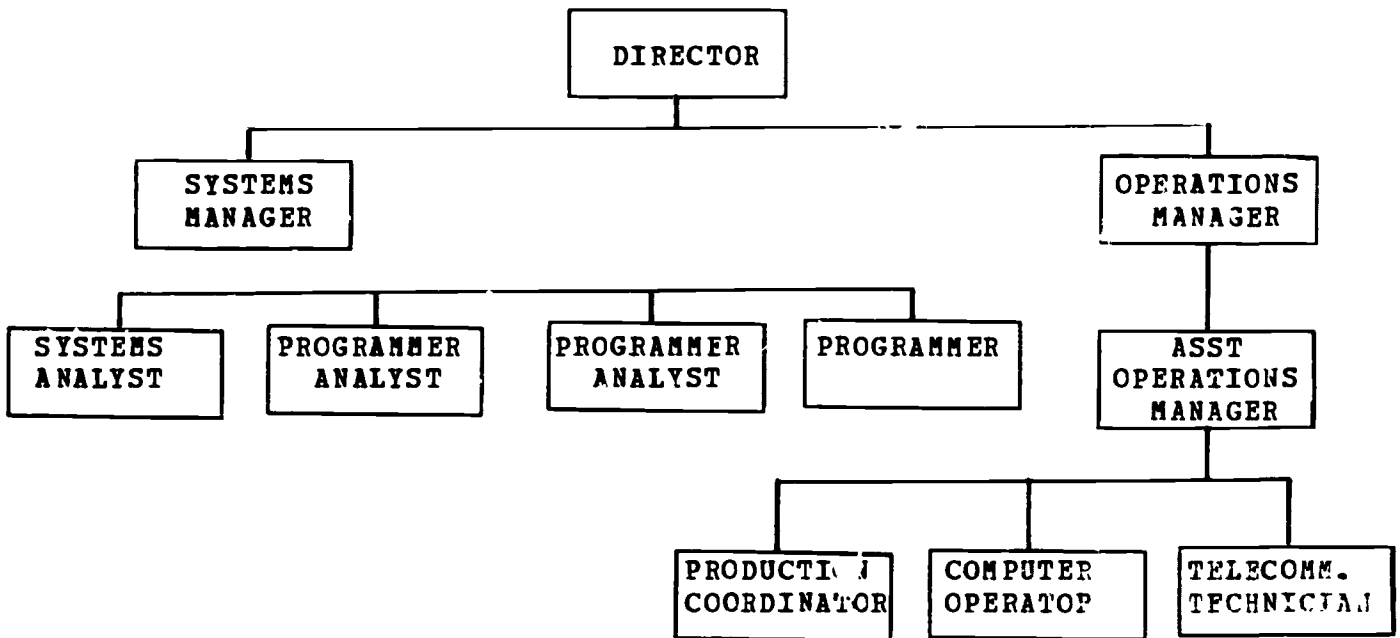 DIRECTOR
SYSTEMS
MANAGER
OPERATIONS
MANAGER
SYSTEMS
ANALYST
PROGRAMMER
ANALYST
PROGRAMMER
ANALYST
PROGRAMMER
ASST
OPERATIONS
MANAGER
PRODUCTION
COORDINATOR
COMPUTER
OPERATOR
TELECOMM.
TECHNICIAN